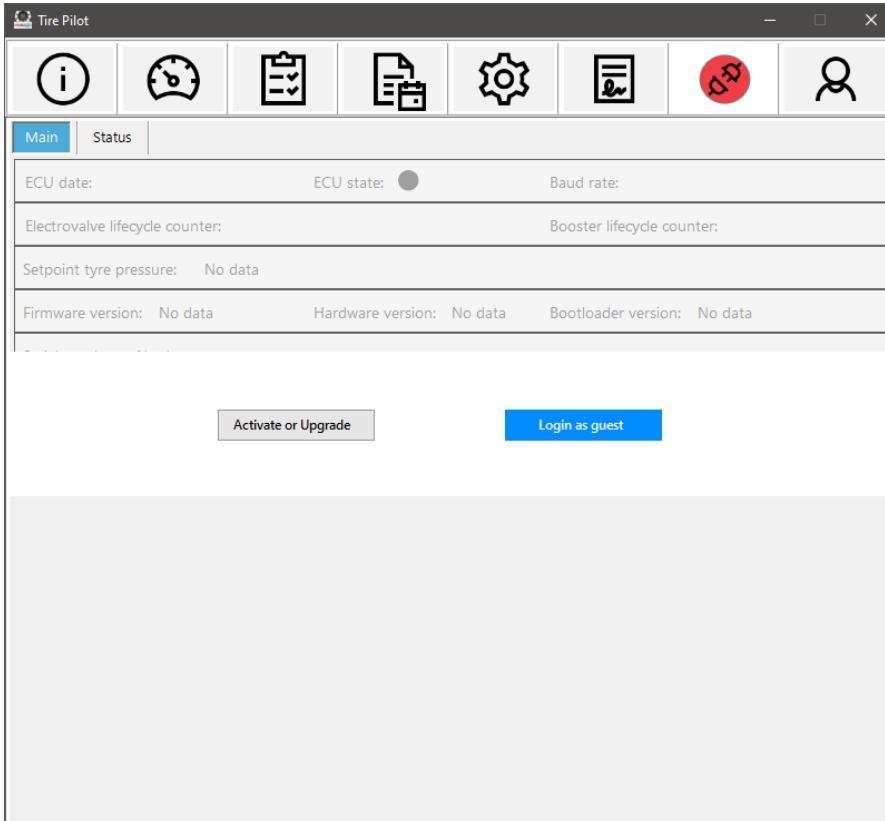 Tire Pilot
Main Status
ECU date: ECU state: Baud rate:
Electrovalve lifecycle counter: Booster lifecycle counter:
Setpoint tyre pressure: No data
Firmware version: No data Hardware version: No data Bootloader version: No data
Activate or Upgrade Login as guest